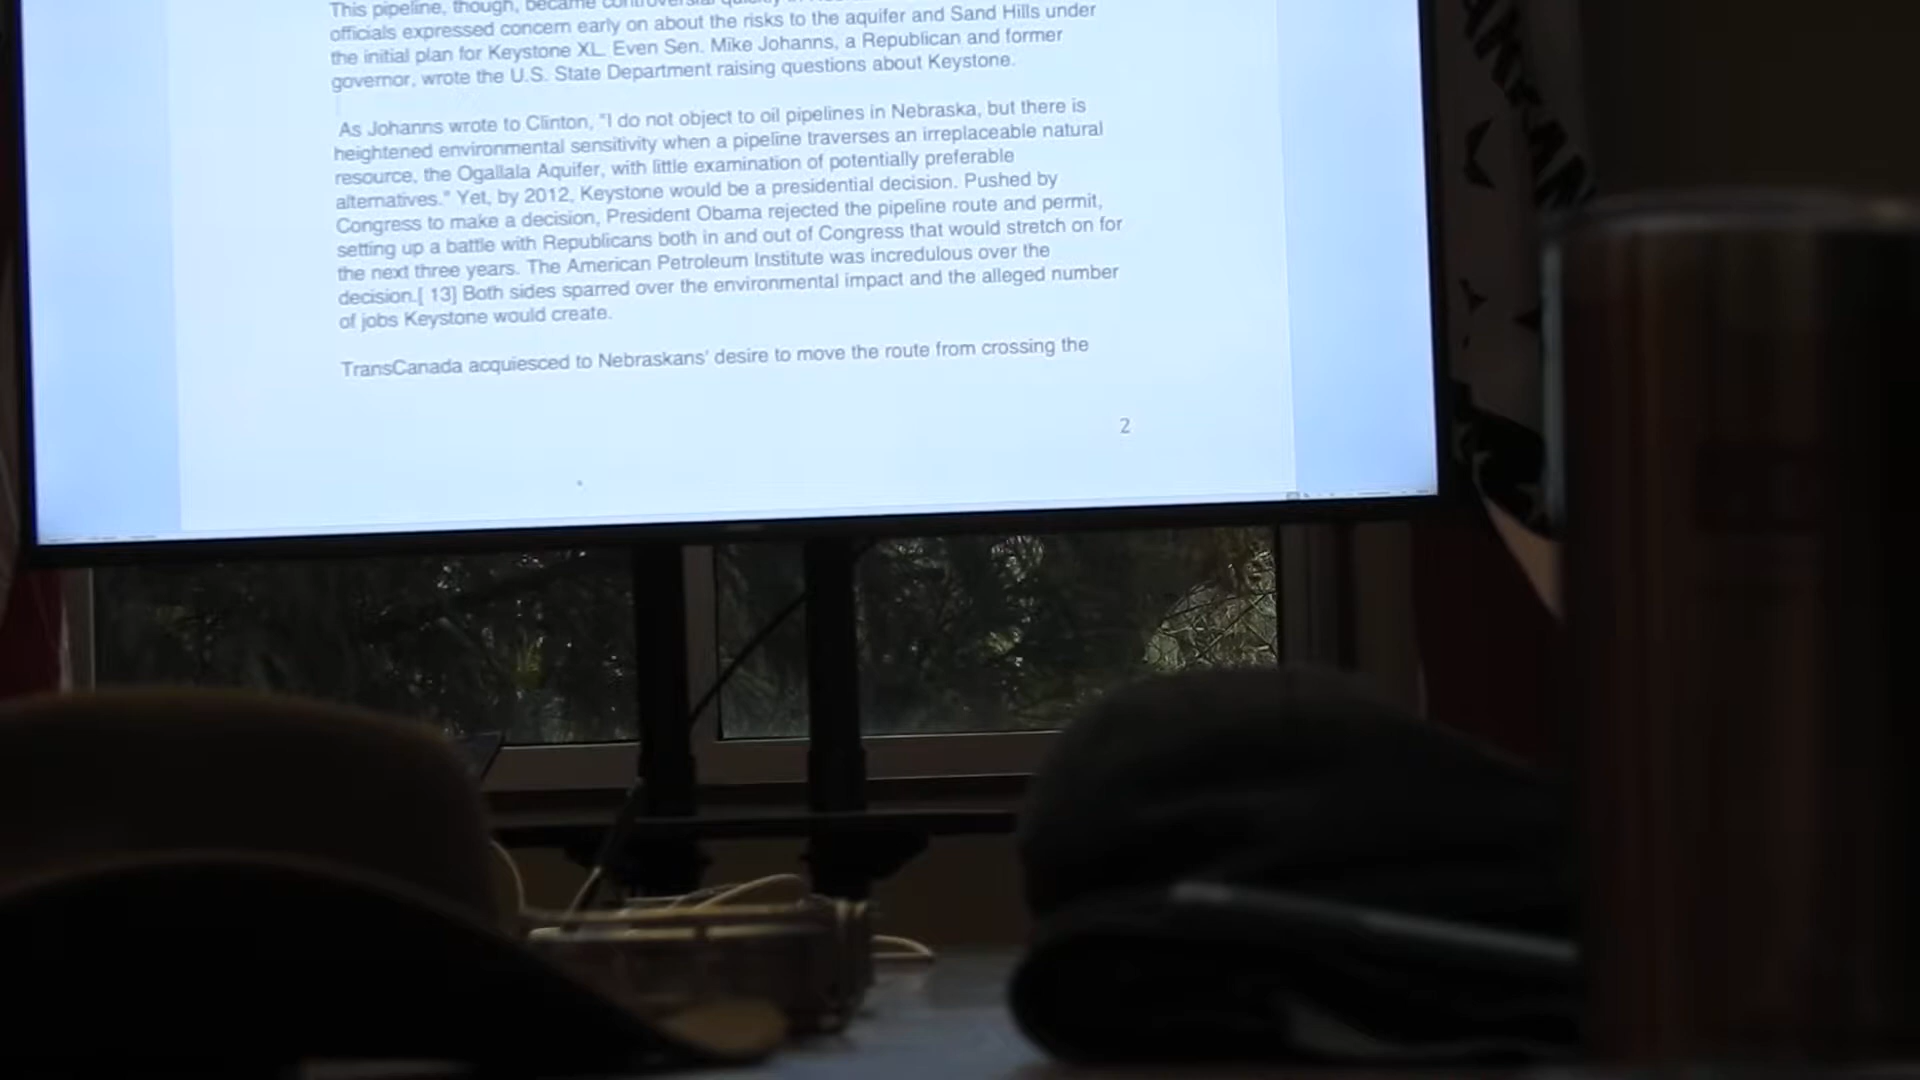 This pipeline, though, became controversial quickly in
officials expressed concern early on about the risks to the aquifer and Sand Hills under
the initial plan for Keystone XL. Even Sen. Mike Johanns, a Republican and former
governor, wrote the U.S. State Department raising questions about Keystone.
As Johanns wrote to Clinton, "I do not object to oil pipelines in Nebraska, but there is
heightened environmental sensitivity when a pipeline traverses an irreplaceable natural
resource, the Ogallala Aquifer, with little examination of potentially preferable
alternatives." Yet, by 2012, Keystone would be a presidential decision. Pushed by
Congress to make a decision, President Obama rejected the pipeline route and permit,
setting up a battle with Republicans both in and out of Congress that would stretch on for
the next three years. The American Petroleum Institute was incredulous over the
decision.[ 13] Both sides sparred over the environmental impact and the alleged number
of jobs Keystone would create.
TransCanada acquiesced to Nebraskans' desire to move the route from crossing the
2